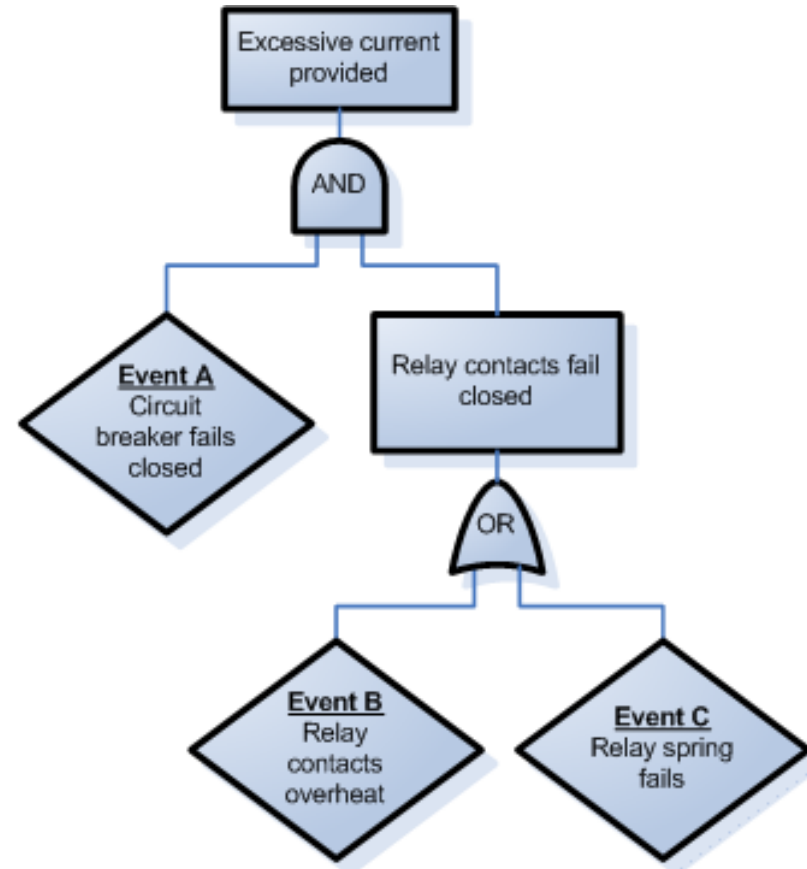 Excessive current
provided
AND
Event A
Circuit
breaker fails
closed
Relay contacts fail
closed
OR
Event B
Relay
contacts
overheat
Event C
Relay spring
fails